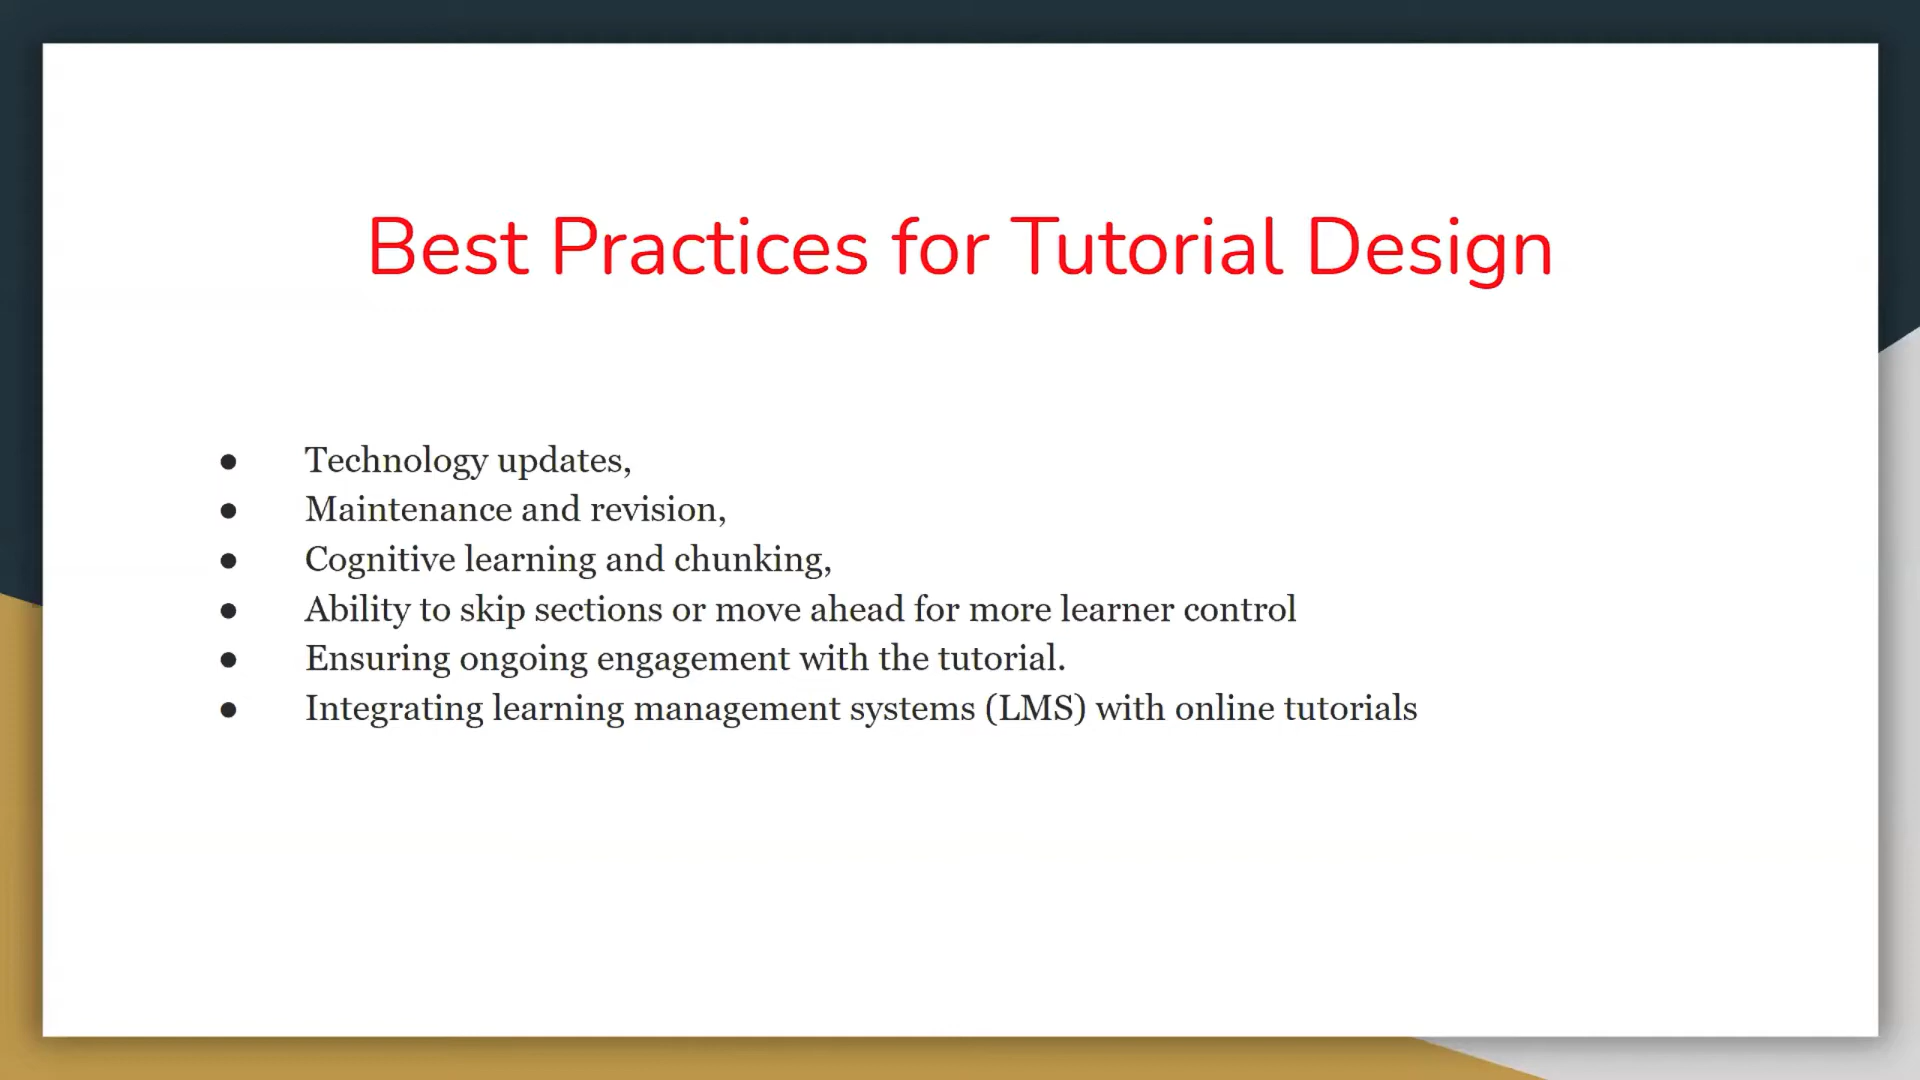 Best Practices for Tutorial Design
● Technology updates,
● Maintenance and revision,
● Cognitive learning and chunking,
● Ability to skip sections or move ahead for more learner control
● Ensuring ongoing engagement with the tutorial.
● Integrating learning management systems (LMS) with online tutorials